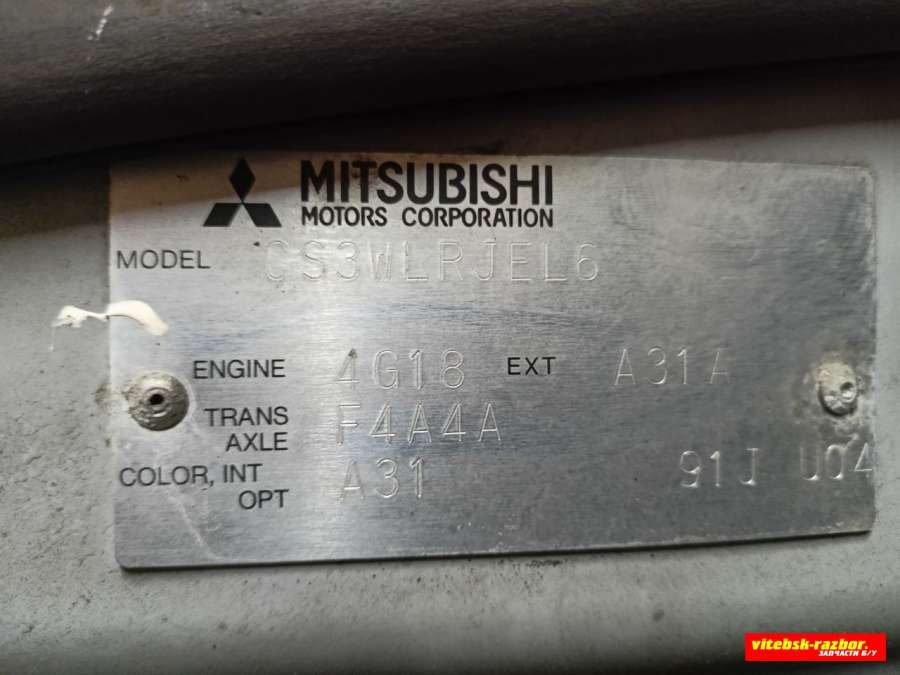 MITSUBISHI
MOTORS CORPORATION
MODEL CS3WLRJEL6
ENGINE 4G18 EXT A31A
TRANS AXLE F4A4A
COLOR, INT OPT A31 91J U04
vitebsk-razbor.
ЗАПЧАСТИ Б/У